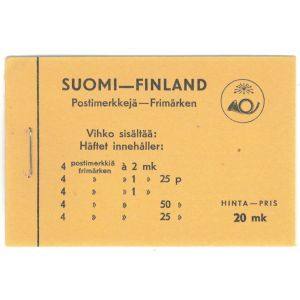 SUOMI—FINLAND
Postimerkkejä—Frimärken
Vihko sisältää:
Häftet innehåller:
4 postimerkkiä frimärken à 2 mk
4 » » 1 » 25 p
4 » » 1 »
4 » » 50 »
4 » » 25 »
HINTA—PRIS
20 mk